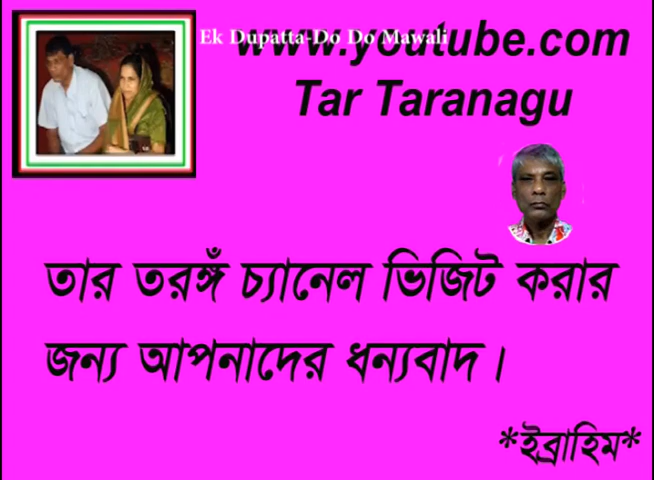 Ek Dupatta-Do Do Mawali
www.youtube.com
Tar Taranagu
তার তরঙ্গঁ চ্যানেল ভিজিট করার
জন্য আপনাদের ধন্যবাদ।
*ইব্রাহিম*